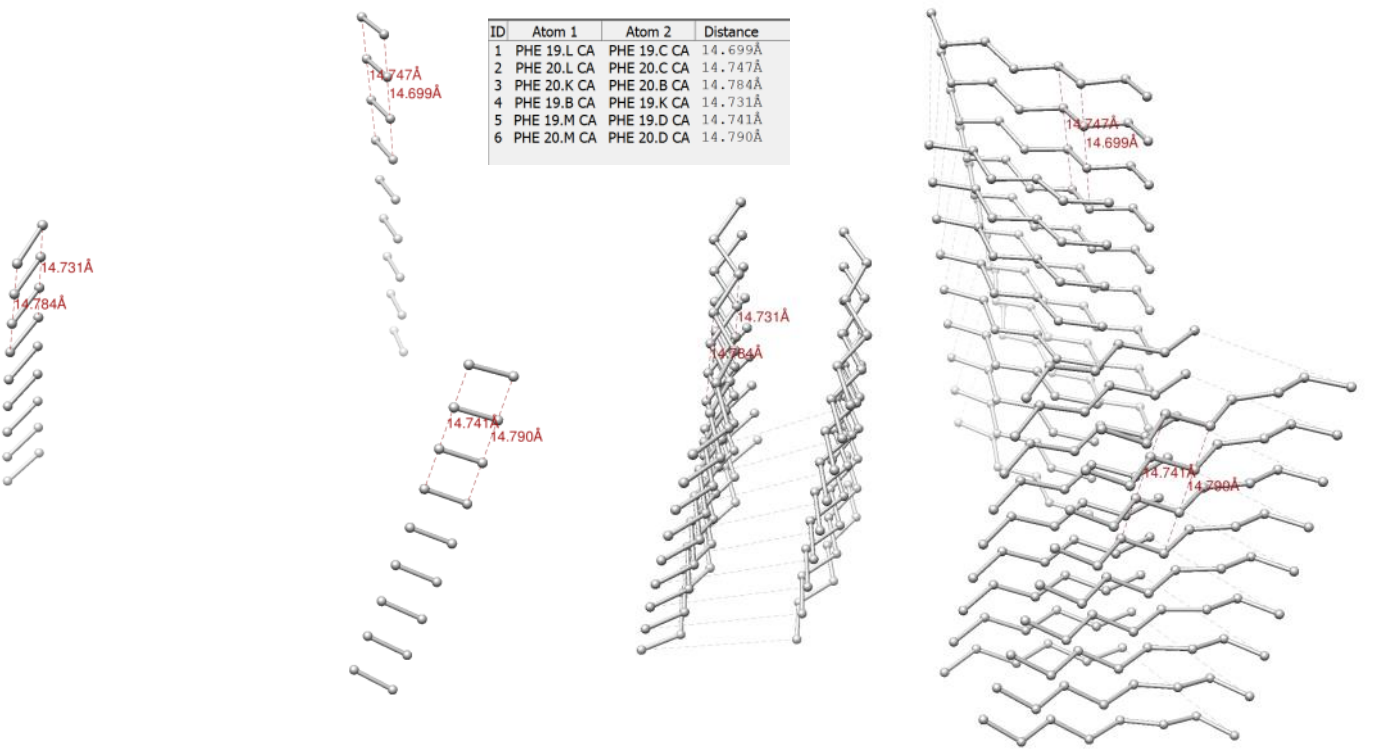 ID Atom 1 Atom 2 Distance
1 PHE 19.L CA PHE 19.C CA 14.699Å
2 PHE 20.L CA PHE 20.C CA 14.747Å
3 PHE 20.K CA PHE 20.B CA 14.784Å
4 PHE 19.B CA PHE 19.K CA 14.731Å
5 PHE 19.M CA PHE 19.D CA 14.741Å
6 PHE 20.M CA PHE 20.D CA 14.790Å
14.747Å
14.699Å
14.747Å
14.699Å
14.731Å
14.784Å
14.731Å
14.784Å
14.741Å
14.790Å
14.741Å
14.790Å